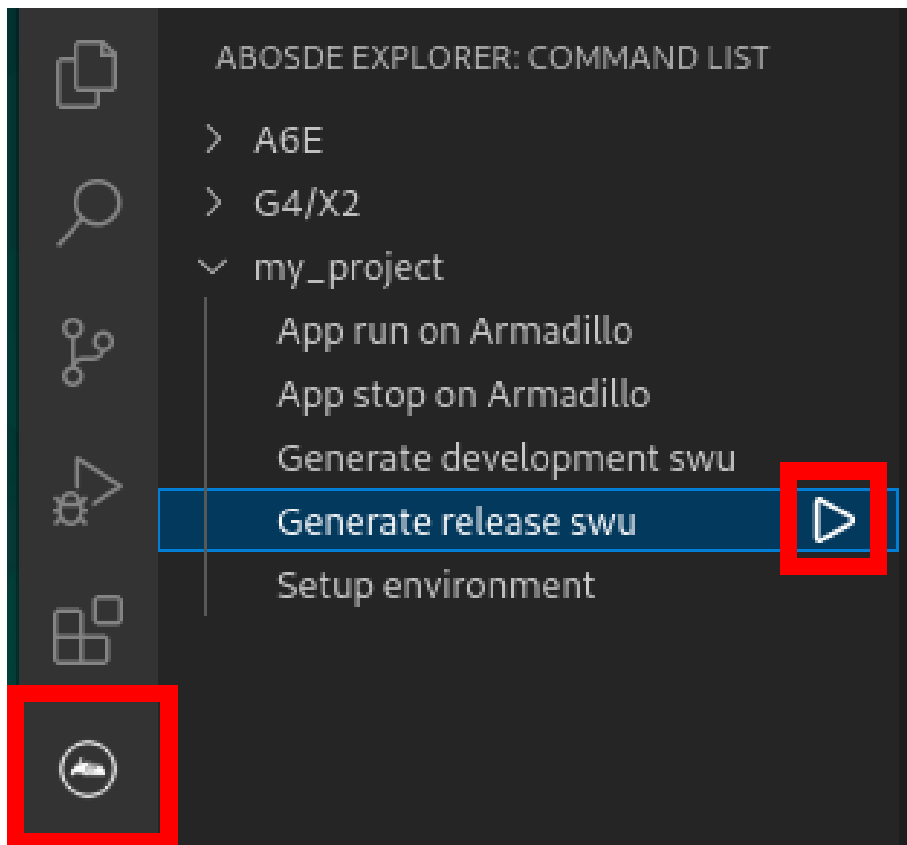 ABOSDE EXPLORER: COMMAND LIST
A6E
G4/X2
my_project
App run on Armadillo
App stop on Armadillo
Generate development swu
Generate release swu
Setup environment